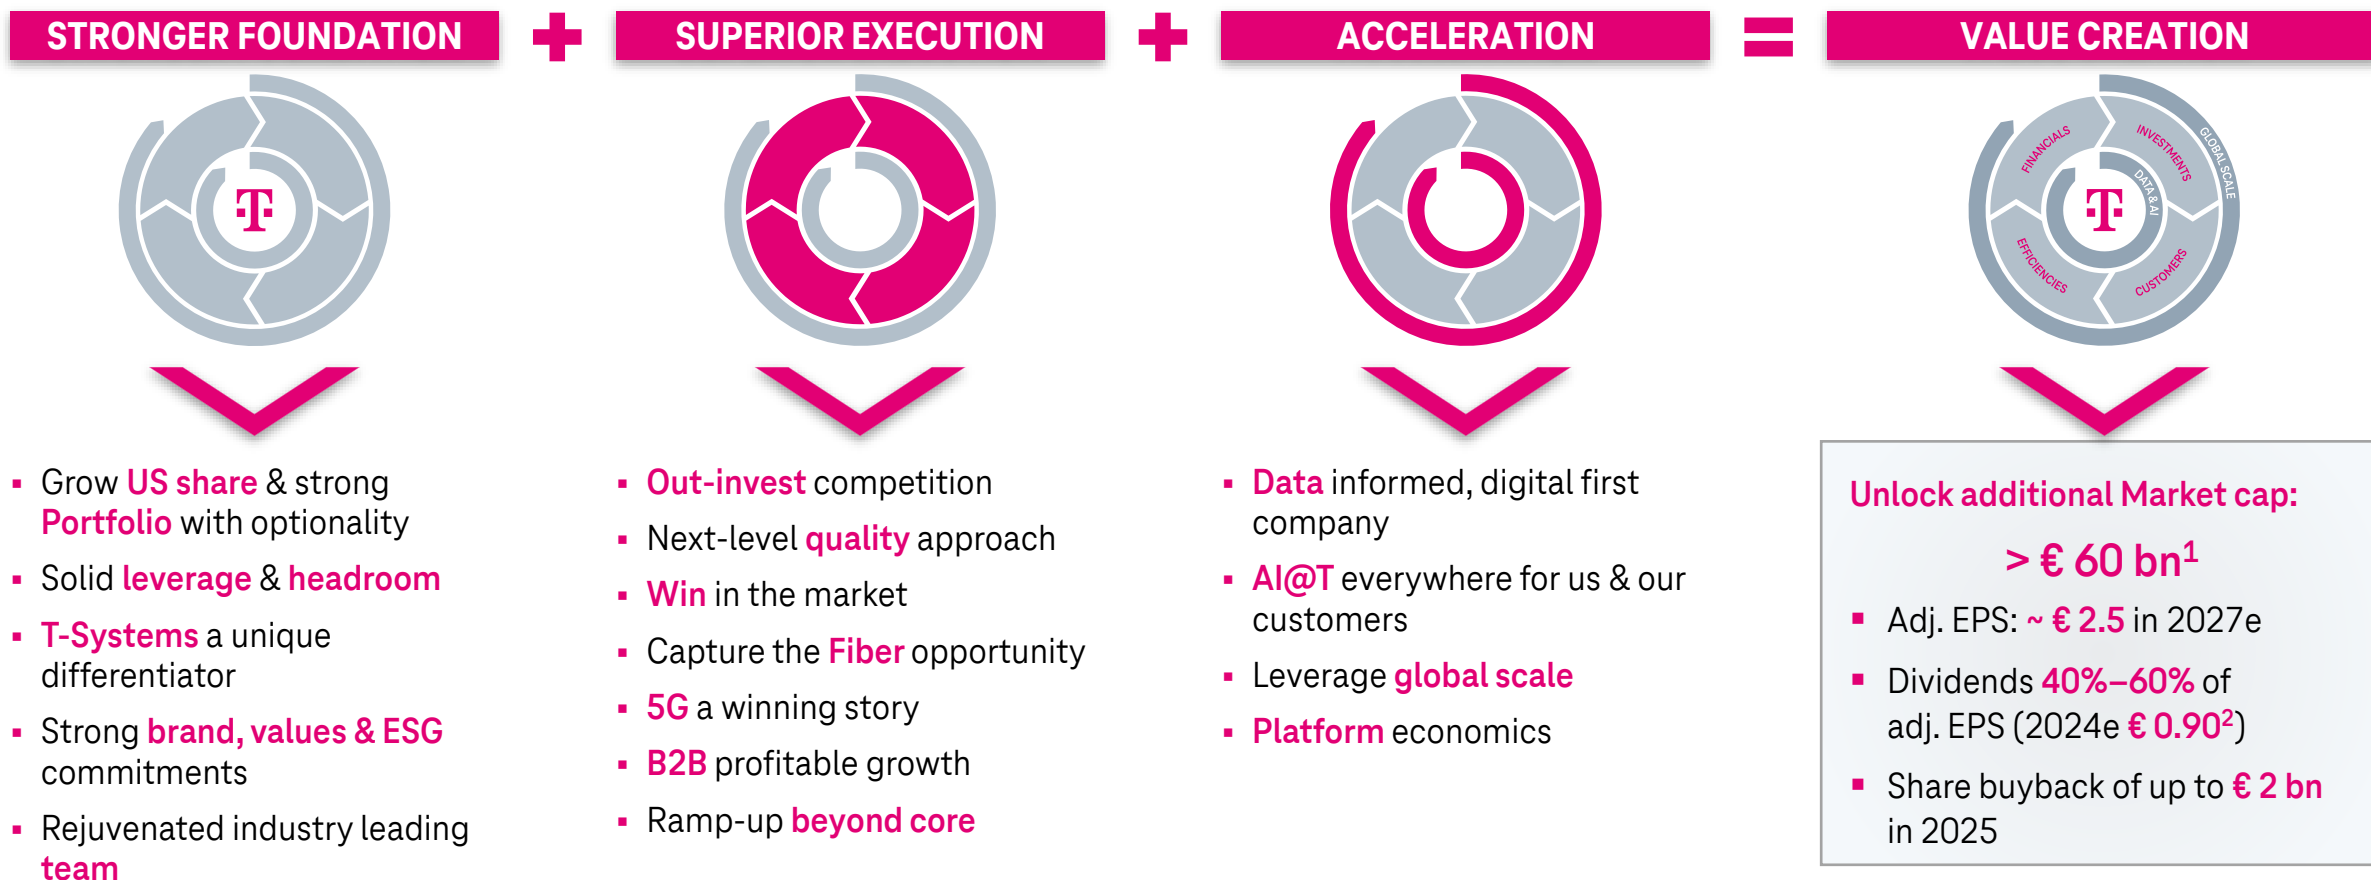 STRONGER FOUNDATION
+
SUPERIOR EXECUTION
+
ACCELERATION
=
VALUE CREATION
T
FINANCIALS
INVESTMENTS
GLOBAL SCALE
DATA & AI
T
EFFICIENCIES
CUSTOMERS
▪ Grow US share & strong
Portfolio with optionality
▪ Solid leverage & headroom
▪ T-Systems a unique
differentiator
▪ Strong brand, values & ESG
commitments
▪ Rejuvenated industry leading
team
▪ Out-invest competition
▪ Next-level quality approach
▪ Win in the market
▪ Capture the Fiber opportunity
▪ 5G a winning story
▪ B2B profitable growth
▪ Ramp-up beyond core
▪ Data informed, digital first
company
▪ AI@T everywhere for us & our
customers
▪ Leverage global scale
▪ Platform economics
Unlock additional Market cap:
> € 60 bn¹
▪ Adj. EPS: ~ € 2.5 in 2027e
▪ Dividends 40%–60% of
adj. EPS (2024e € 0.90²)
▪ Share buyback of up to € 2 bn
in 2025